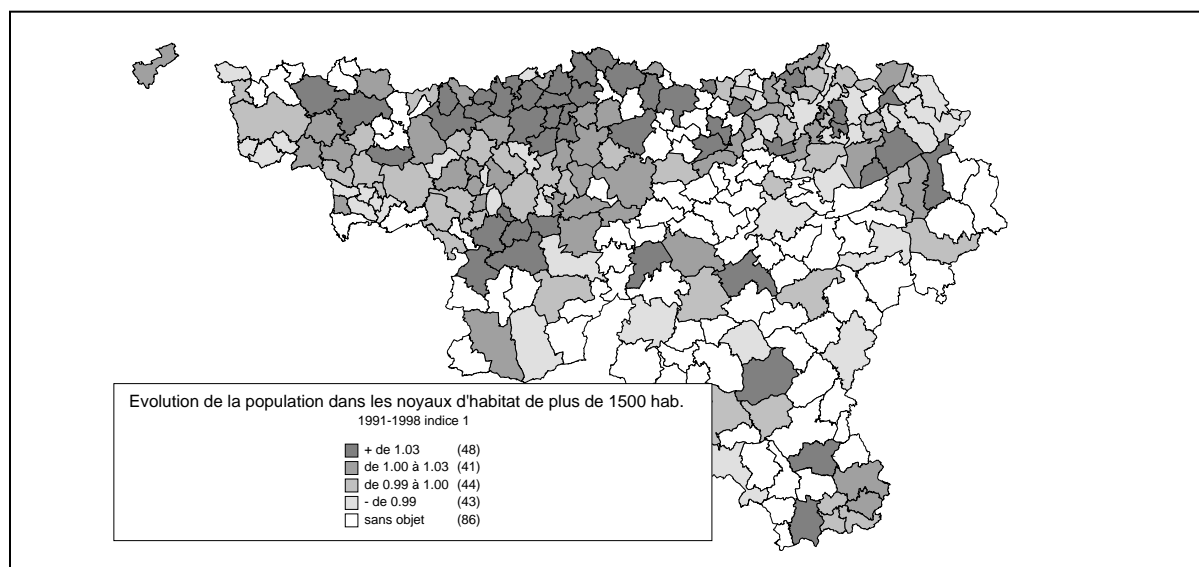 Evolution de la population dans les noyaux d'habitat de plus de 1500 hab.
1991-1998 indice 1
+ de 1.03 (48)
de 1.00 à 1.03 (41)
de 0.99 à 1.00 (44)
- de 0.99 (43)
sans objet (86)